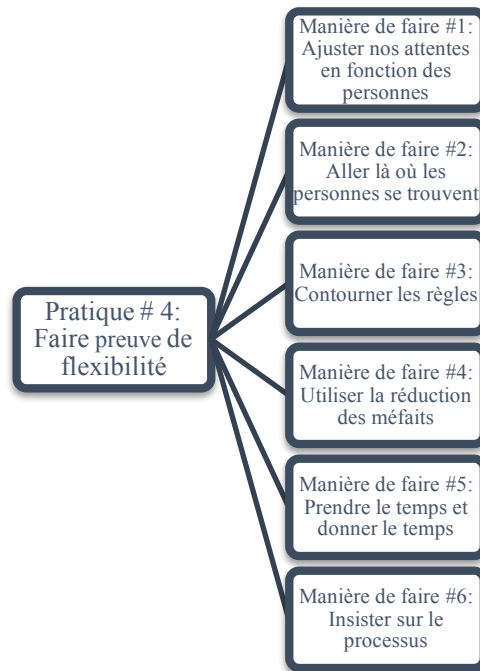 Manière de faire #1:
Ajuster nos attentes
en fonction des
personnes
Manière de faire #2:
Aller là où les
personnes se trouvent
Manière de faire #3:
Contourner les règles
Pratique # 4:
Faire preuve de
flexibilité
Manière de faire #4:
Utiliser la réduction
des méfaits
Manière de faire #5:
Prendre le temps et
donner le temps
Manière de faire #6:
Insister sur le
processus